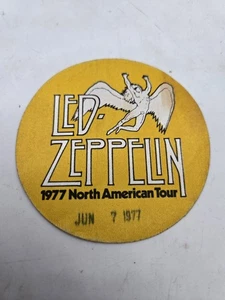 LED-
ZEPPELIN
1977 North American Tour
JUN 7 1977